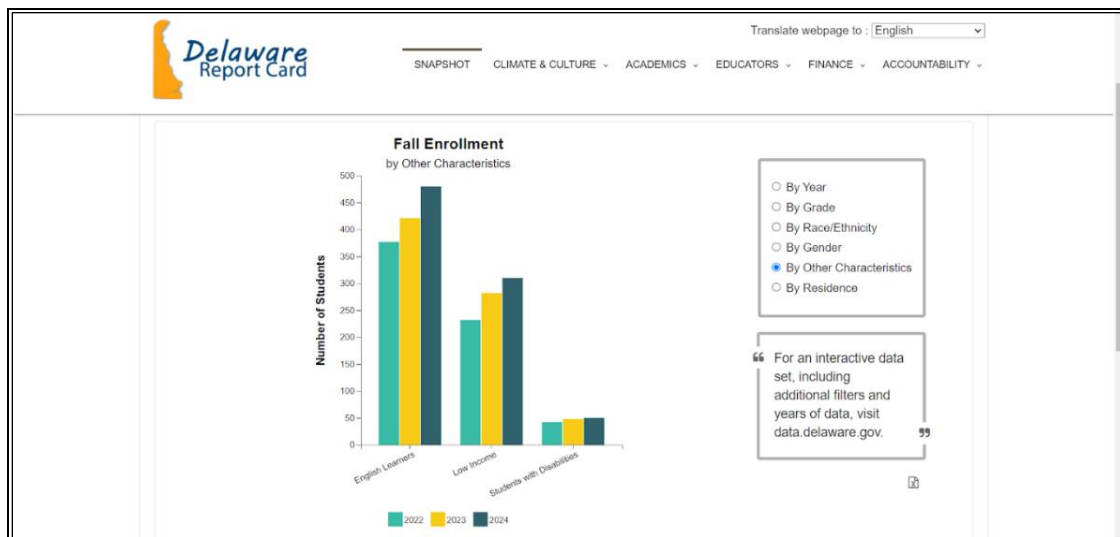 Translate webpage to : English
Delaware
Report Card
SNAPSHOT CLIMATE & CULTURE ACADEMICS EDUCATORS FINANCE ACCOUNTABILITY
Fall Enrollment
by Other Characteristics
Number of Students
500
450
400
350
300
250
200
150
100
50
0
English Learners
Low Income
Students with Disabilities
2022 2023 2024
By Year
By Grade
By Race/Ethnicity
By Gender
By Other Characteristics
By Residence
“ For an interactive data
set, including
additional filters and
years of data, visit
data.delaware.gov. ”